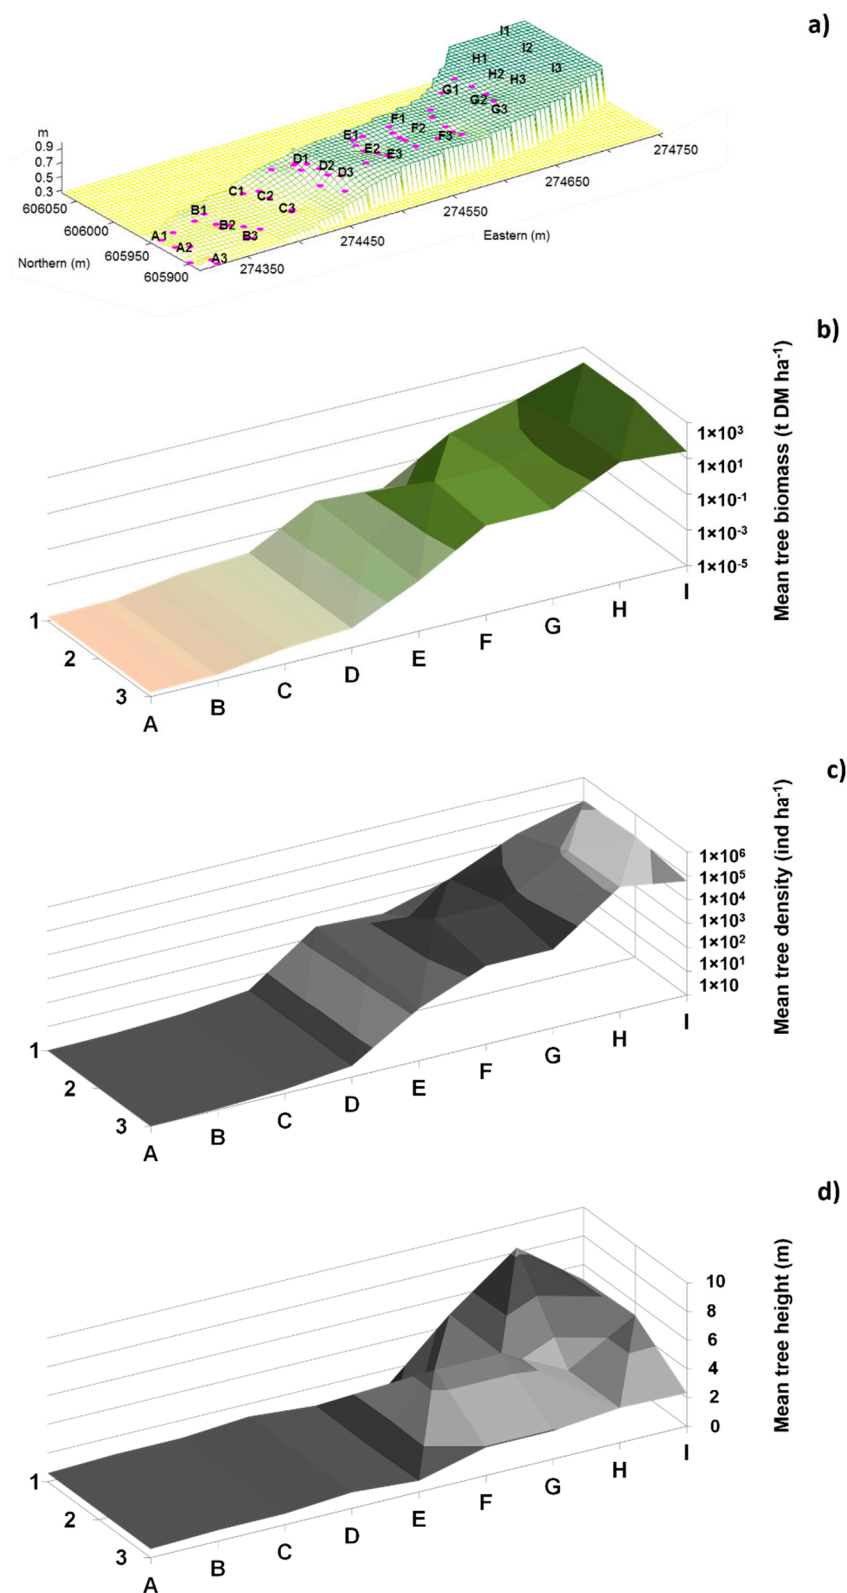 a)
I1
I2
I3
H1
H2
H3
G1
G2
G3
F1
F2
F3
E1
E2
E3
D1
D2
D3
C1
C2
C3
B1
B2
B3
A1
A2
A3
m
0.9
0.7
0.5
0.3
606050
606000
605950
605900
Northern (m)
274350
274450
274550
274650
274750
Eastern (m)
b)
1×10³
1×10¹
1×10⁻¹
1×10⁻³
1×10⁻⁵
Mean tree biomass (t DM ha⁻¹)
1
2
3
A
B
C
D
E
F
G
H
I
c)
1×10⁶
1×10⁵
1×10⁴
1×10³
1×10²
1×10¹
1×10
Mean tree density (ind ha⁻¹)
1
2
3
A
B
C
D
E
F
G
H
I
d)
10
8
6
4
2
0
Mean tree height (m)
1
2
3
A
B
C
D
E
F
G
H
I